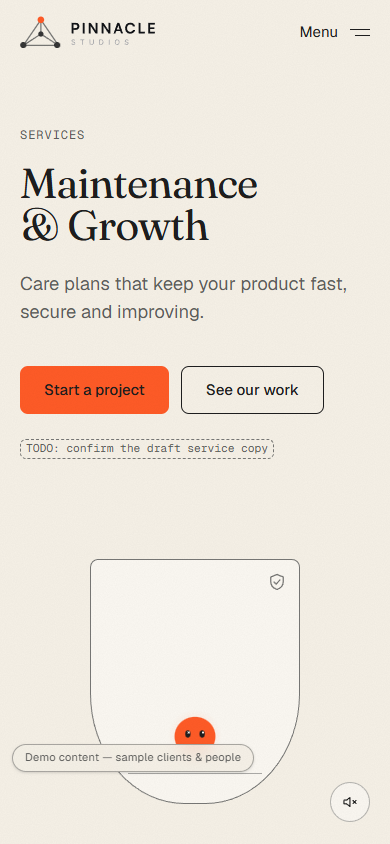 PINNACLE
STUDIOS
Menu
SERVICES
Maintenance
& Growth
Care plans that keep your product fast,
secure and improving.
Start a project
See our work
TODO: confirm the draft service copy
Demo content — sample clients & people